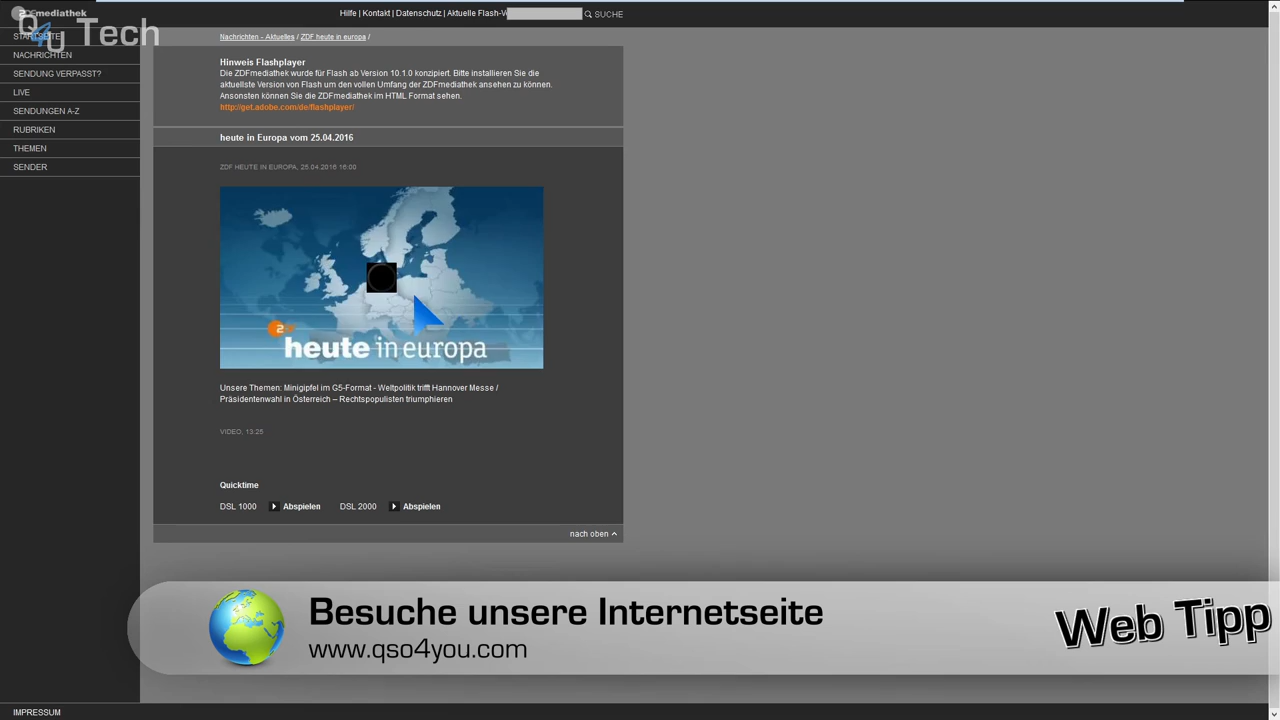 ZDFmediathek
Q4U Tech
Hilfe | Kontakt | Datenschutz | Aktuelle Flash-V
SUCHE
STARTSEITE
NACHRICHTEN
SENDUNG VERPASST?
LIVE
SENDUNGEN A-Z
RUBRIKEN
THEMEN
SENDER
Nachrichten - Aktuelles / ZDF heute in europa /
Hinweis Flashplayer
Die ZDFmediathek wurde für Flash ab Version 10.1.0 konzipiert. Bitte installieren Sie die
aktuellste Version von Flash um den vollen Umfang der ZDFmediathek ansehen zu können.
Ansonsten können Sie die ZDFmediathek im HTML Format sehen.
http://get.adobe.com/de/flashplayer/
heute in Europa vom 25.04.2016
ZDF HEUTE IN EUROPA, 25.04.2016 16:00
heute in europa
Unsere Themen: Minigipfel im G5-Format - Weltpolitik trifft Hannover Messe /
Präsidentenwahl in Österreich – Rechtspopulisten triumphieren
VIDEO, 13:25
Quicktime
DSL 1000 Abspielen DSL 2000 Abspielen
nach oben
Besuche unsere Internetseite
www.qso4you.com
Web Tipp
IMPRESSUM